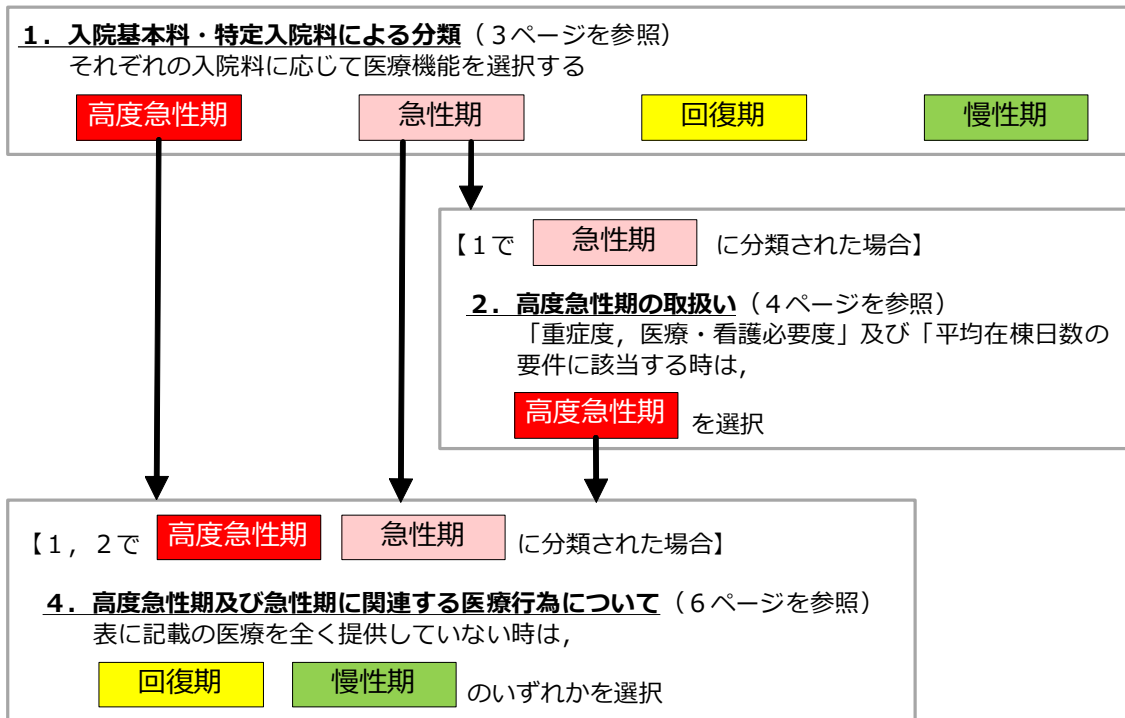 １．入院基本料・特定入院料による分類（３ページを参照）
それぞれの入院料に応じて医療機能を選択する
高度急性期 急性期 回復期 慢性期
【１で 急性期 に分類された場合】
２．高度急性期の取扱い（４ページを参照）
「重症度，医療・看護必要度」及び「平均在棟日数の
要件に該当する時は，
高度急性期 を選択
【１，２で 高度急性期 急性期 に分類された場合】
４．高度急性期及び急性期に関連する医療行為について（６ページを参照）
表に記載の医療を全く提供していない時は，
回復期 慢性期 のいずれかを選択